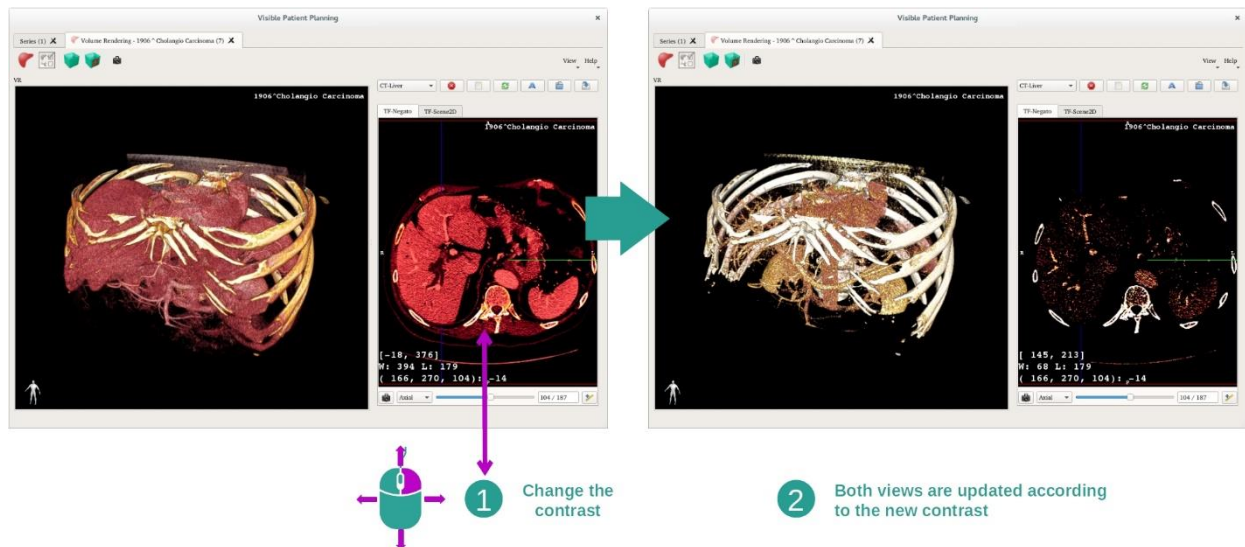 Visible Patient Planning
Series (1) Volume Rendering - 1906^Cholangio Carcinoma (7)
View Help
VR
1906^Cholangio Carcinoma
CT-Liver
TF-Negato TF-Scene2D
1906^Cholangio Carcinoma
[-18, 376]
W: 394 L: 179
( 166, 270, 104): -14
Axial 104 / 187
Visible Patient Planning
Series (1) Volume Rendering - 1906^Cholangio Carcinoma (7)
View Help
VR
1906^Cholangio Carcinoma
CT-Liver
TF-Negato TF-Scene2D
1906^Cholangio Carcinoma
[ 145, 213]
W: 68 L: 179
( 166, 270, 104): -14
Axial 104 / 187
1 Change the
contrast
2 Both views are updated according
to the new contrast